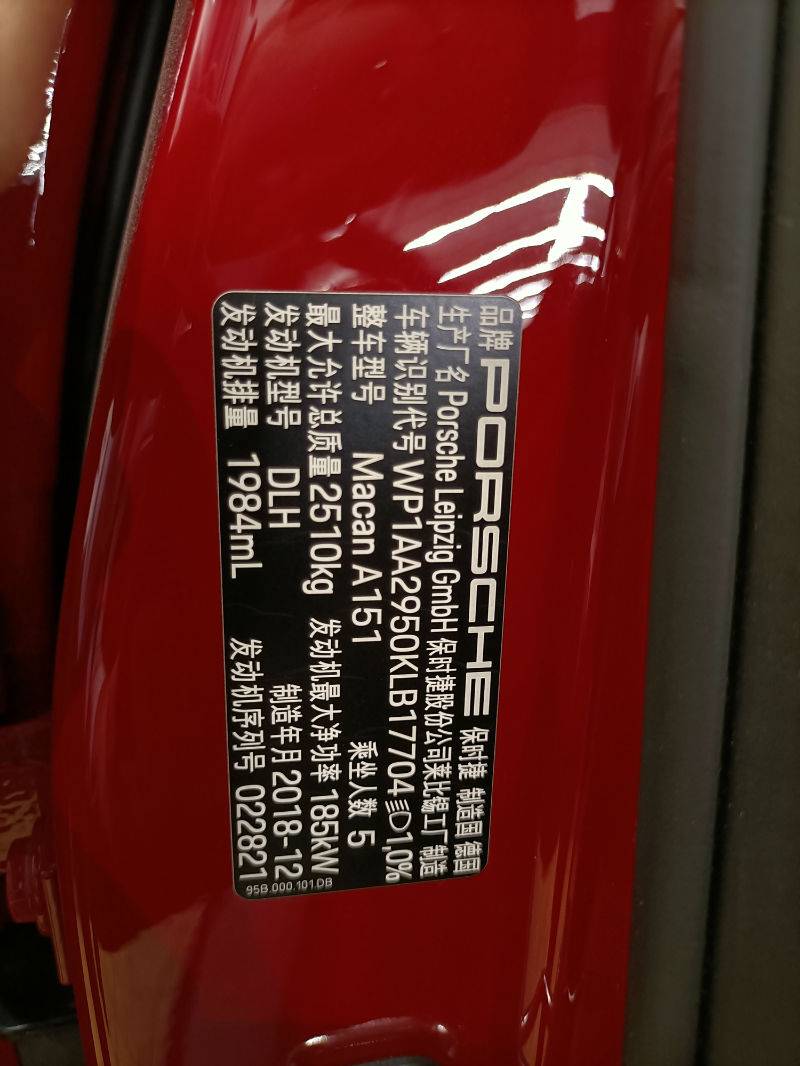 品牌 PORSCHE 保时捷 制造国 德国
生产厂名 Porsche Leipzig GmbH 保时捷股份公司莱比锡工厂 制造
车辆识别代号 WP1AA2950KLB17704 1,0%
整车型号 Macan A151 乘坐人数 5
最大允许总质量 2510kg 发动机最大净功率 185kW
发动机型号 DLH 制造年月 2018-12
发动机排量 1984mL 发动机序列号 022821
95B.000.101.DB